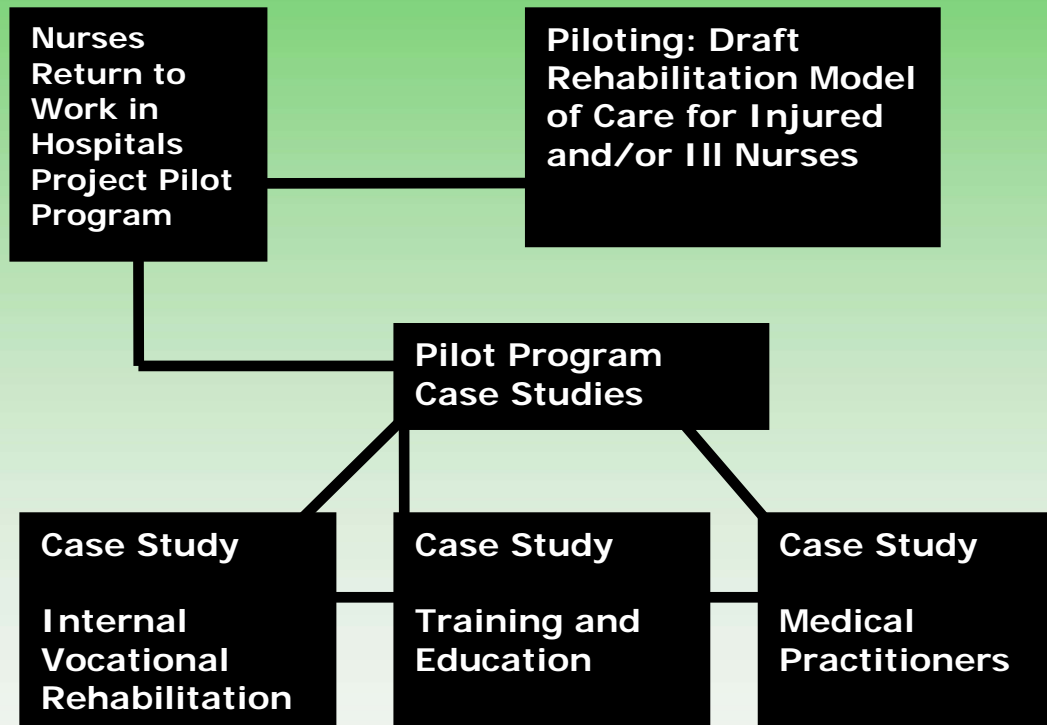 Nurses
Return to
Work in
Hospitals
Project Pilot
Program
Piloting: Draft
Rehabilitation Model
of Care for Injured
and/or Ill Nurses
Pilot Program
Case Studies
Case Study
Internal
Vocational
Rehabilitation
Case Study
Training and
Education
Case Study
Medical
Practitioners